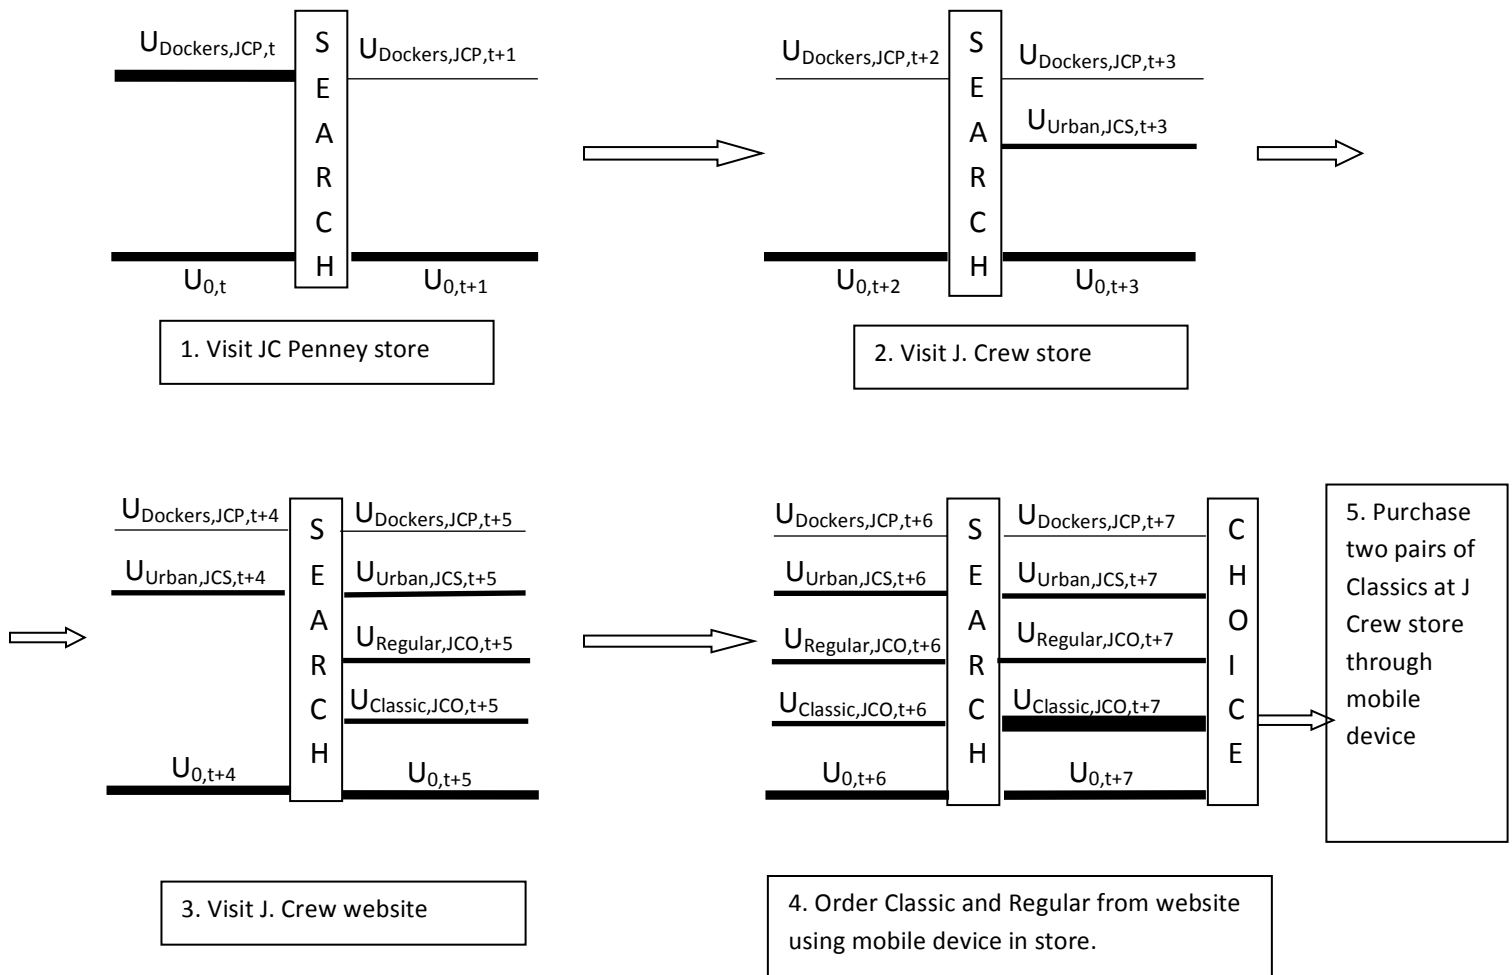 U_Dockers,JCP,t
SEARCH
U_Dockers,JCP,t+1
U_0,t
U_0,t+1
1. Visit JC Penney store
U_Dockers,JCP,t+2
SEARCH
U_Dockers,JCP,t+3
U_Urban,JCS,t+3
U_0,t+2
U_0,t+3
2. Visit J. Crew store
U_Dockers,JCP,t+4
U_Urban,JCS,t+4
U_0,t+4
SEARCH
U_Dockers,JCP,t+5
U_Urban,JCS,t+5
U_Regular,JCO,t+5
U_Classic,JCO,t+5
U_0,t+5
3. Visit J. Crew website
U_Dockers,JCP,t+6
U_Urban,JCS,t+6
U_Regular,JCO,t+6
U_Classic,JCO,t+6
U_0,t+6
SEARCH
U_Dockers,JCP,t+7
U_Urban,JCS,t+7
U_Regular,JCO,t+7
U_Classic,JCO,t+7
U_0,t+7
CHOICE
4. Order Classic and Regular from website
using mobile device in store.
5. Purchase
two pairs of
Classics at J
Crew store
through
mobile
device